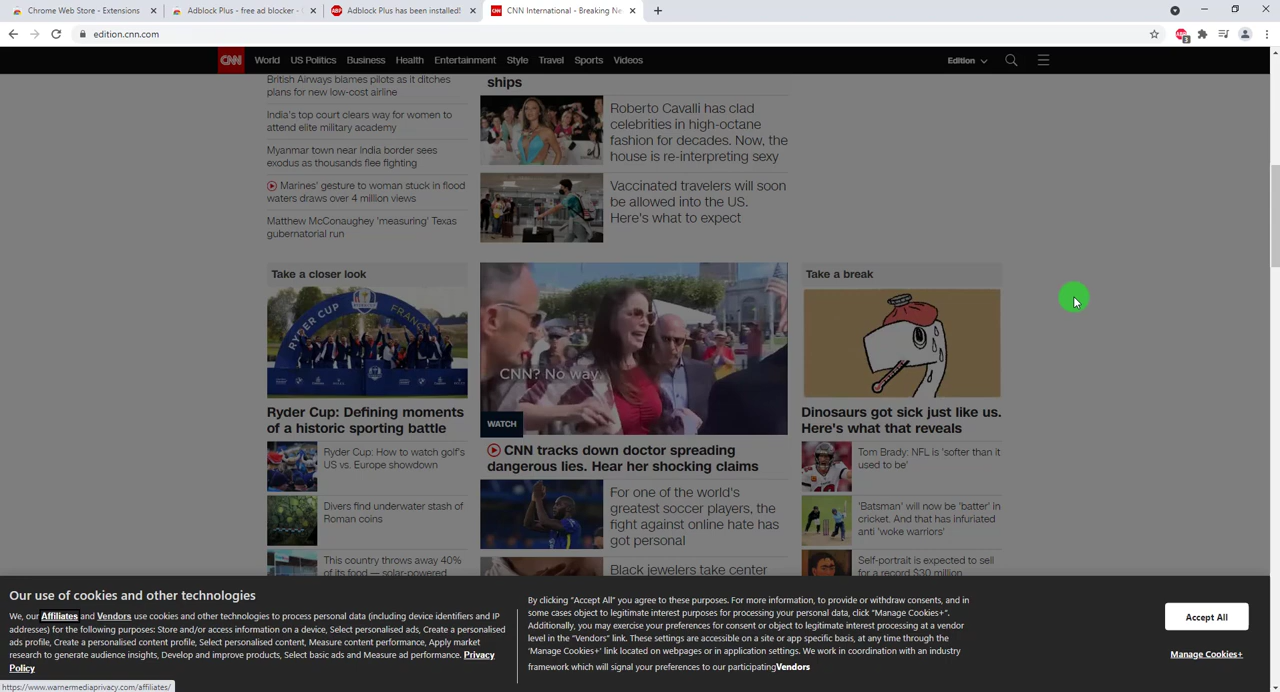 Chrome Web Store - Extensions
Adblock Plus - free ad blocker -
Adblock Plus has been installed!
CNN International - Breaking Ne
edition.cnn.com
ABP
3
CNN
World
US Politics
Business
Health
Entertainment
Style
Travel
Sports
Videos
Edition
British Airways blames pilots as it ditches
plans for new low-cost airline
India's top court clears way for women to
attend elite military academy
Myanmar town near India border sees
exodus as thousands flee fighting
Marines' gesture to woman stuck in flood
waters draws over 4 million views
Matthew McConaughey 'measuring' Texas
gubernatorial run
ships
Roberto Cavalli has clad
celebrities in high-octane
fashion for decades. Now, the
house is re-interpreting sexy
Vaccinated travelers will soon
be allowed into the US.
Here's what to expect
Take a closer look
RYDER CUP
FRANCE
Ryder Cup: Defining moments
of a historic sporting battle
Ryder Cup: How to watch golf's
US vs. Europe showdown
Divers find underwater stash of
Roman coins
This country throws away 40%
of its food — solar-powered
CNN? No way.
WATCH
CNN tracks down doctor spreading
dangerous lies. Hear her shocking claims
For one of the world's
greatest soccer players, the
fight against online hate has
got personal
Black jewelers take center
Take a break
Dinosaurs got sick just like us.
Here's what that reveals
Tom Brady: NFL is 'softer than it
used to be'
'Batsman' will now be 'batter' in
cricket. And that has infuriated
anti 'woke warriors'
Self-portrait is expected to sell
for a record $30 million
Our use of cookies and other technologies
We, our Affiliates and Vendors use cookies and other technologies to process personal data (including device identifiers and IP
addresses) for the following purposes: Store and/or access information on a device, Select personalised ads, Create a personalised
ads profile, Create a personalised content profile, Select personalised content, Measure content performance, Apply market
research to generate audience insights, Develop and improve products, Select basic ads and Measure ad performance. Privacy
Policy
By clicking "Accept All" you agree to these purposes. For more information, to provide or withdraw consents, and in
some cases object to legitimate interest purposes for processing your personal data, click "Manage Cookies+".
Additionally, you may exercise your preferences for consent or object to legitimate interest processing at a vendor
level in the "Vendors" link. These settings are accessible on a site or app specific basis, at any time through the
'Manage Cookies+' link located on webpages or in application settings. We work in coordination with an industry
framework which will signal your preferences to our participatingVendors
Accept All
Manage Cookies+
https://www.warnermediaprivacy.com/affiliates/